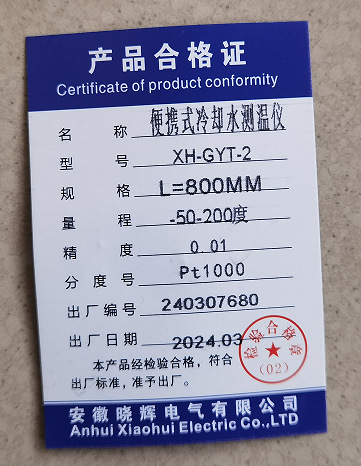 产品合格证
Certificate of product conformity
名称 便携式冷却水测温仪
型号 XH-GYT-2
规格 L=800MM
量程 -50-200度
精度 0.01
分度号 Pt1000
出厂编号 240307680
出厂日期 2024.03
本产品经检验合格，符合
出厂标准，准予出厂。
检验合格章
(02)
安徽晓辉电气有限公司
Anhui Xiaohui Electric Co.,LTD